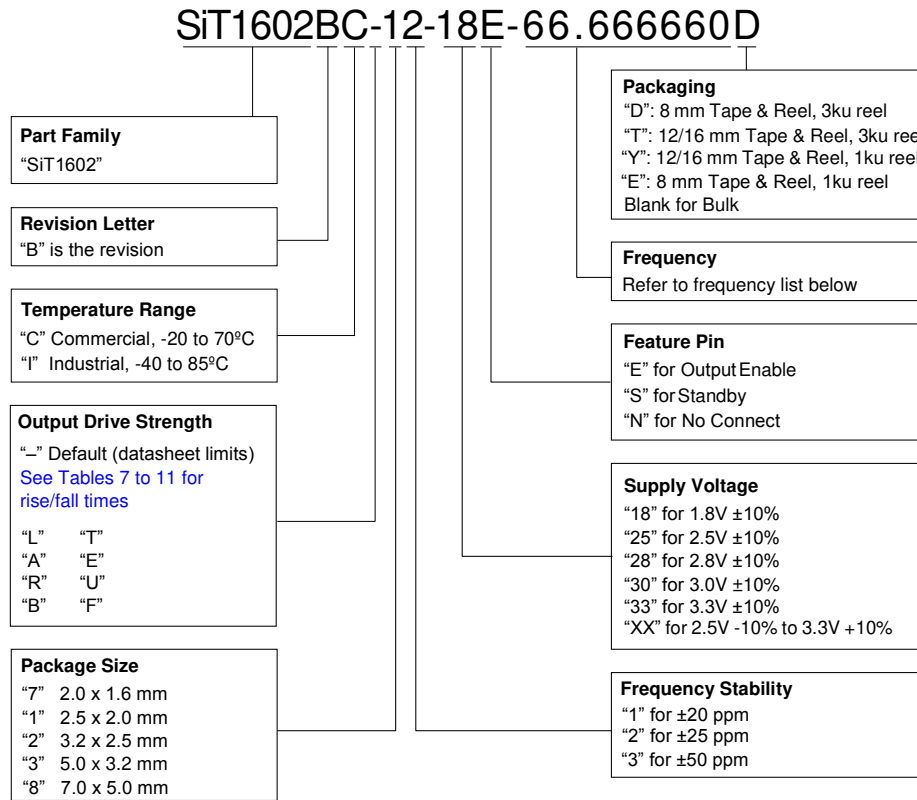 SiT1602BC-12-18E-66.666660D
Part Family
“SiT1602”
Revision Letter
“B” is the revision
Temperature Range
“C” Commercial, -20 to 70ºC
“I” Industrial, -40 to 85ºC
Output Drive Strength
“–” Default (datasheet limits)
See Tables 7 to 11 for
rise/fall times
“L” “T”
“A” “E”
“R” “U”
“B” “F”
Package Size
“7” 2.0 x 1.6 mm
“1” 2.5 x 2.0 mm
“2” 3.2 x 2.5 mm
“3” 5.0 x 3.2 mm
“8” 7.0 x 5.0 mm
Packaging
“D”: 8 mm Tape & Reel, 3ku reel
“T”: 12/16 mm Tape & Reel, 3ku ree
“Y”: 12/16 mm Tape & Reel, 1ku reel
“E”: 8 mm Tape & Reel, 1ku reel
Blank for Bulk
Frequency
Refer to frequency list below
Feature Pin
“E” for Output Enable
“S” for Standby
“N” for No Connect
Supply Voltage
“18” for 1.8V ±10%
“25” for 2.5V ±10%
“28” for 2.8V ±10%
“30” for 3.0V ±10%
“33” for 3.3V ±10%
“XX” for 2.5V -10% to 3.3V +10%
Frequency Stability
“1” for ±20 ppm
“2” for ±25 ppm
“3” for ±50 ppm